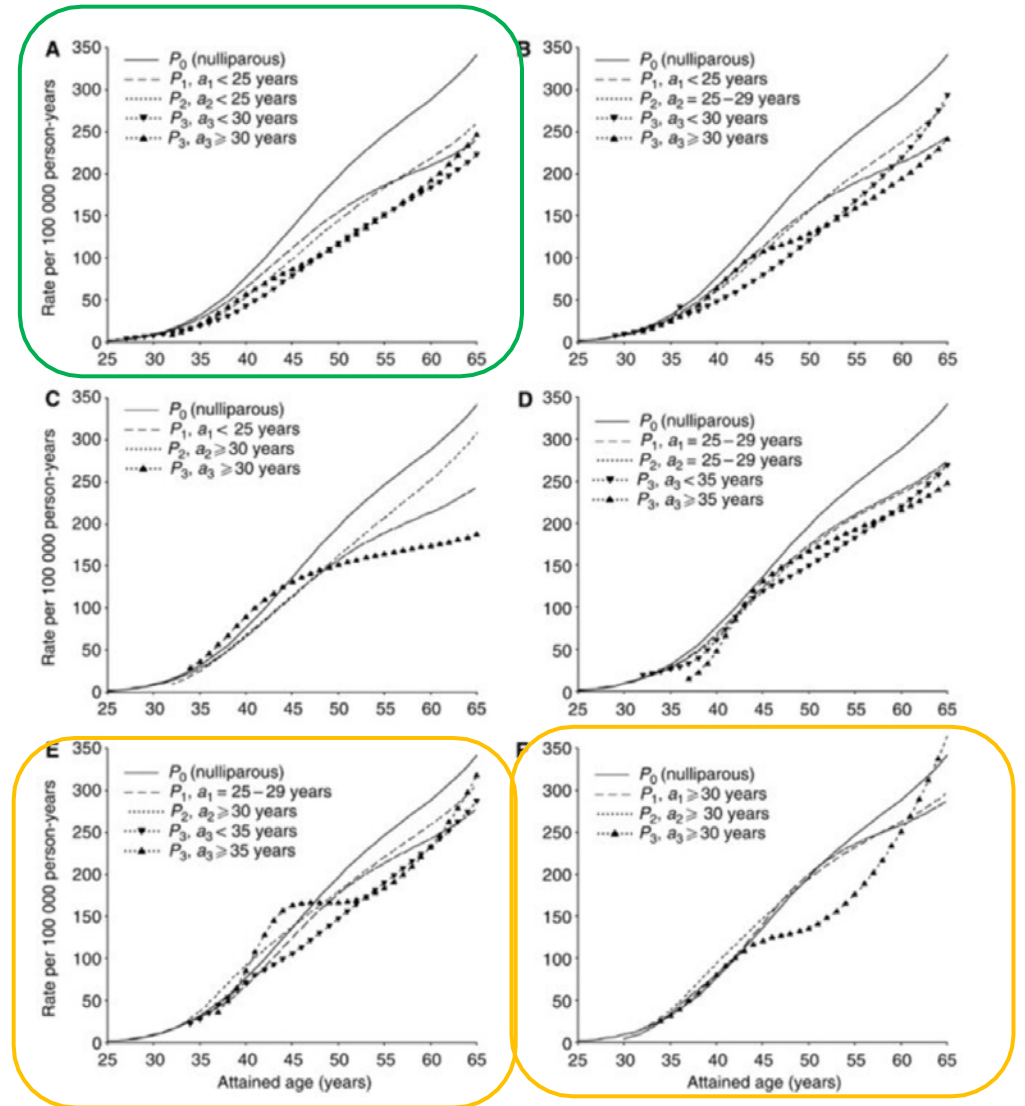 A
350
300
250
200
150
100
50
0
Rate per 100 000 person-years
P₀ (nulliparous)
P₁, a₁ < 25 years
P₂, a₂ < 25 years
P₃, a₃ < 30 years
P₃, a₃ ⩾ 30 years
25 30 35 40 45 50 55 60 65
B
350
300
250
200
150
100
50
0
P₀ (nulliparous)
P₁, a₁ < 25 years
P₂, a₂ = 25–29 years
P₃, a₃ < 30 years
P₃, a₃ ⩾ 30 years
25 30 35 40 45 50 55 60 65
C
350
300
250
200
150
100
50
0
Rate per 100 000 person-years
P₀ (nulliparous)
P₁, a₁ < 25 years
P₂, a₂ ⩾ 30 years
P₃, a₃ ⩾ 30 years
25 30 35 40 45 50 55 60 65
D
350
300
250
200
150
100
50
0
P₀ (nulliparous)
P₁, a₁ = 25–29 years
P₂, a₂ = 25–29 years
P₃, a₃ < 35 years
P₃, a₃ ⩾ 35 years
25 30 35 40 45 50 55 60 65
E
350
300
250
200
150
100
50
0
Rate per 100 000 person-years
P₀ (nulliparous)
P₁, a₁ = 25–29 years
P₂, a₂ ⩾ 30 years
P₃, a₃ < 35 years
P₃, a₃ ⩾ 35 years
25 30 35 40 45 50 55 60 65
Attained age (years)
F
350
300
250
200
150
100
50
0
P₀ (nulliparous)
P₁, a₁ ⩾ 30 years
P₂, a₂ ⩾ 30 years
P₃, a₃ ⩾ 30 years
25 30 35 40 45 50 55 60 65
Attained age (years)